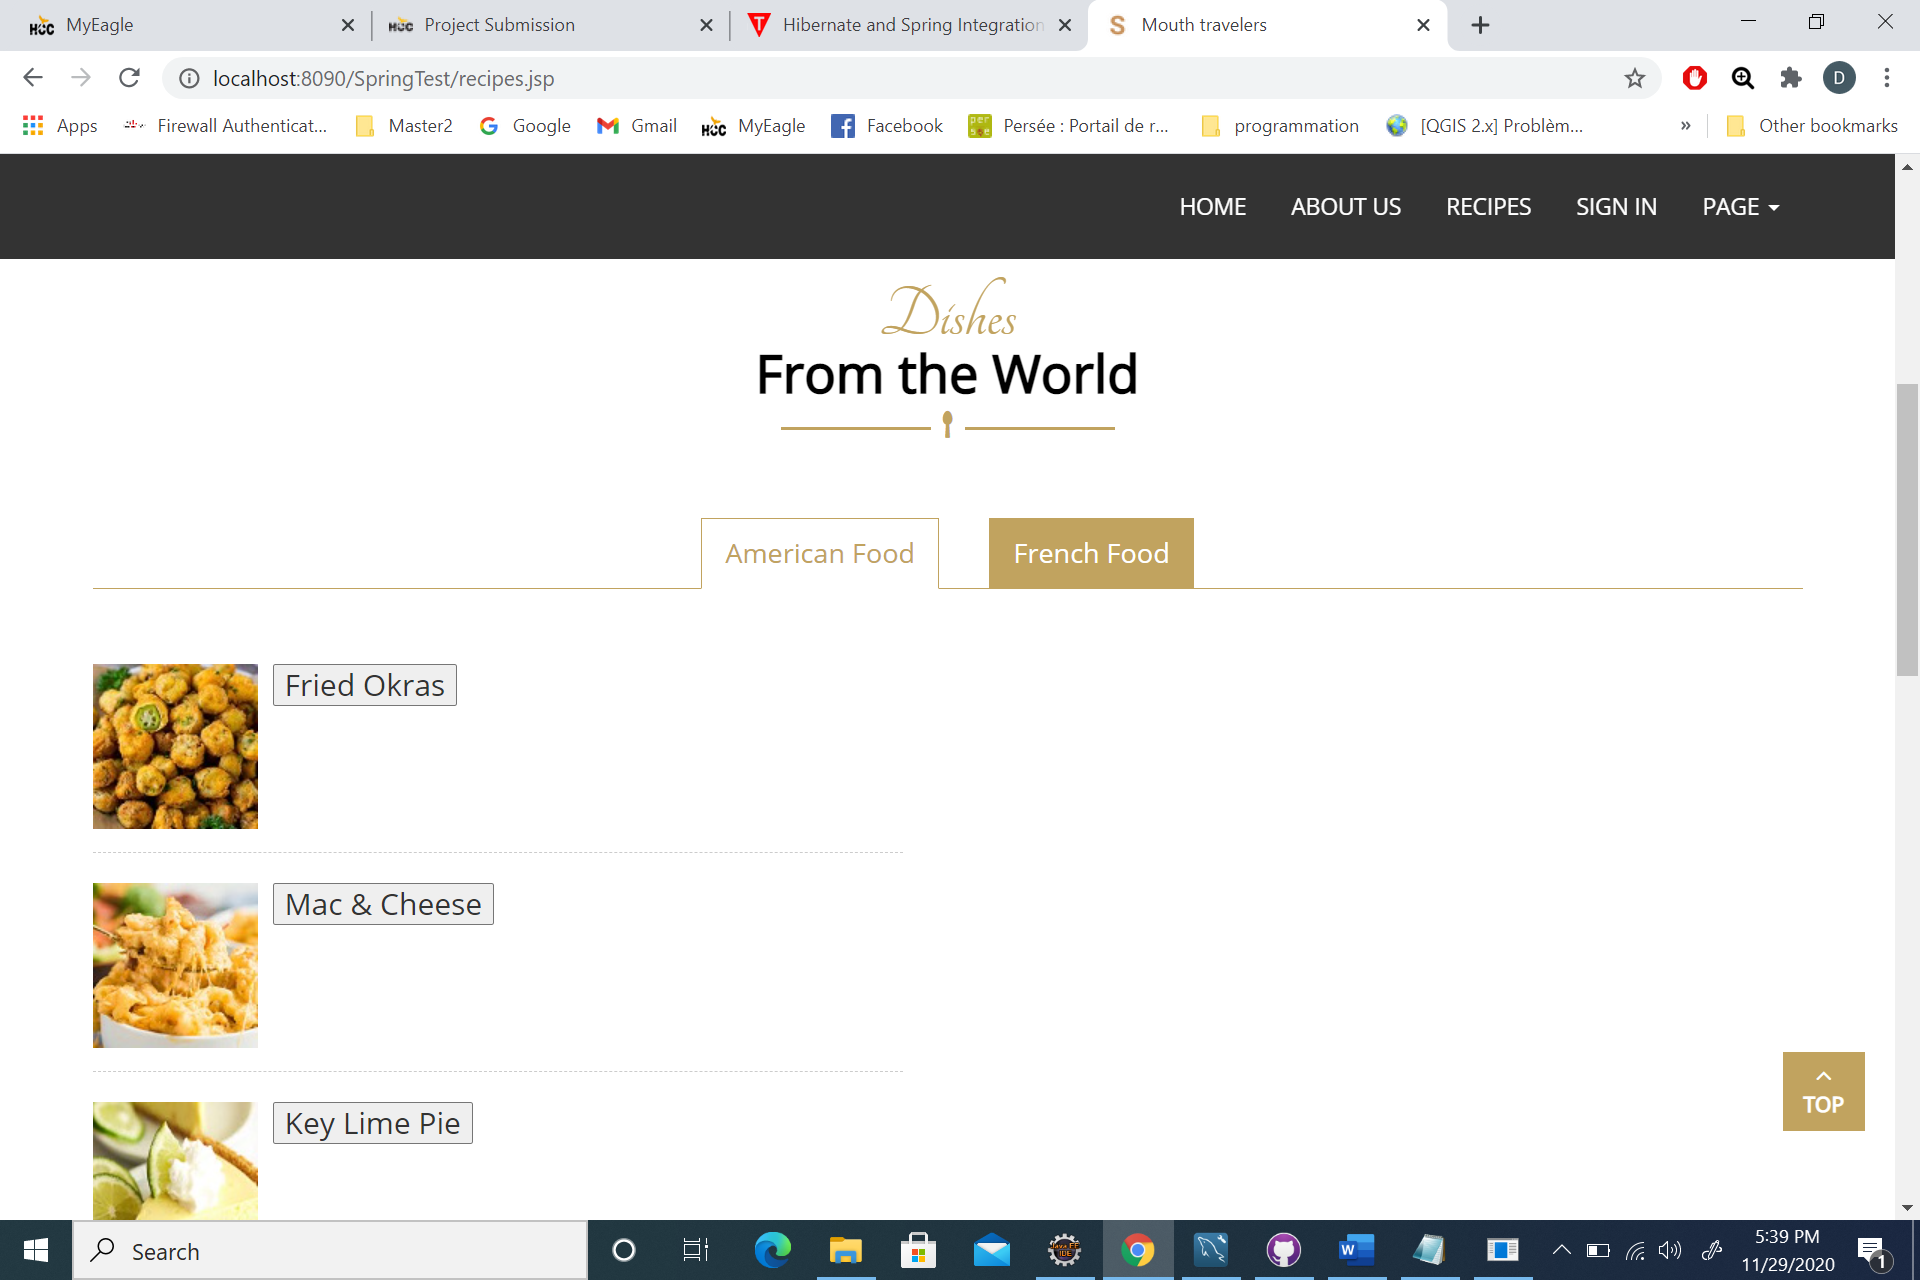 MyEagle
Project Submission
Hibernate and Spring Integration
Mouth travelers
localhost:8090/SpringTest/recipes.jsp
D
Apps
Firewall Authenticat...
Master2
Google
Gmail
MyEagle
Facebook
Persée : Portail de r...
programmation
[QGIS 2.x] Problèm...
»
Other bookmarks
HOME
ABOUT US
RECIPES
SIGN IN
PAGE
Dishes
From the World
American Food
French Food
Fried Okras
Mac & Cheese
Key Lime Pie
TOP
Search
5:39 PM
11/29/2020
1